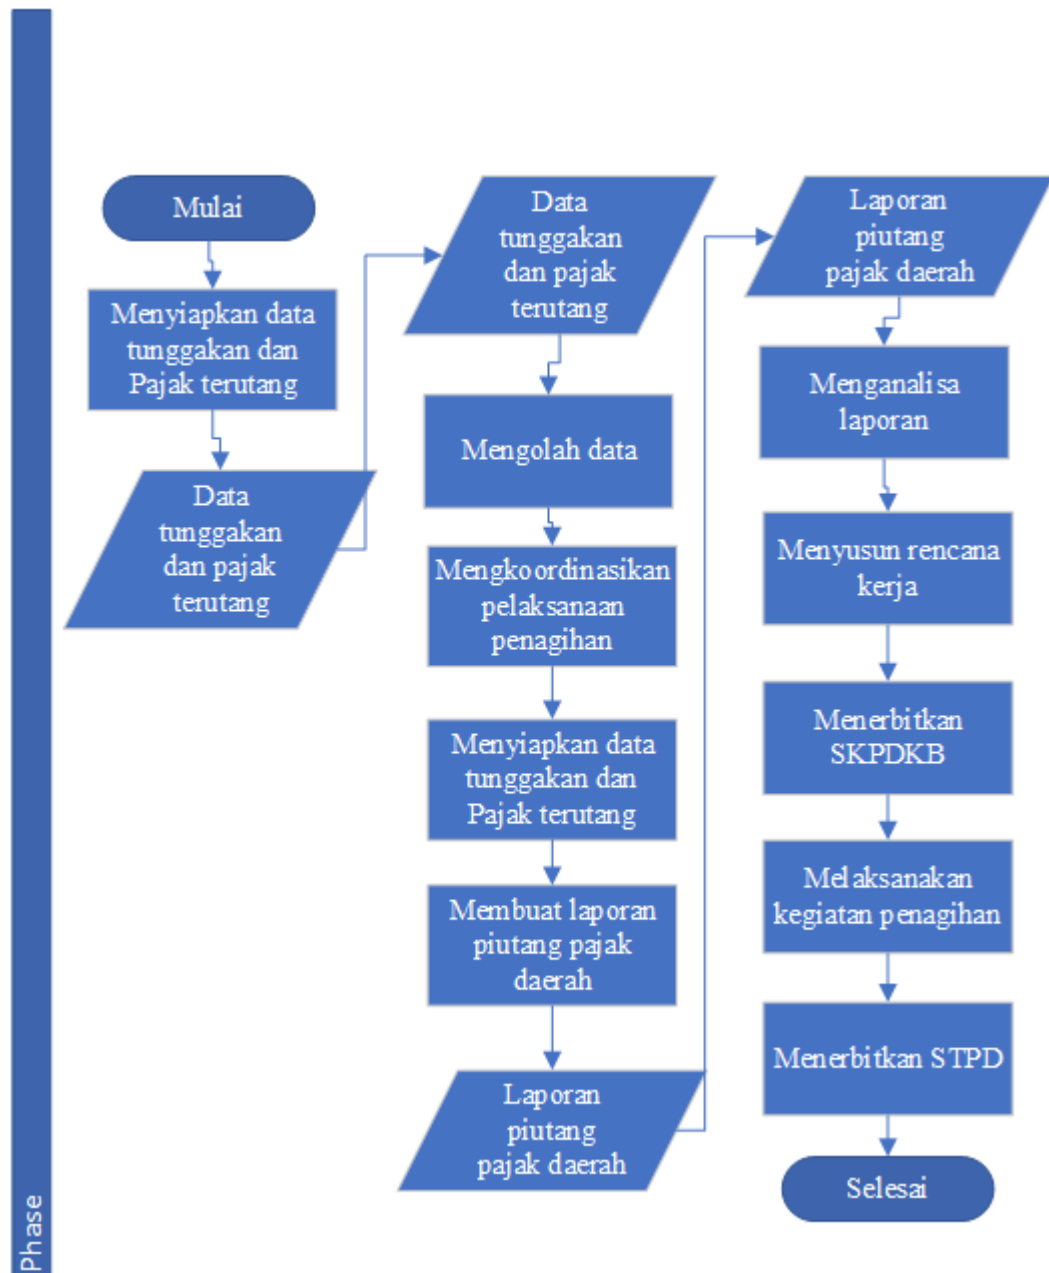 Mulai
Menyiapkan data
tunggakan dan
Pajak terutang
Data
tunggakan
dan pajak
terutang
Data
tunggakan
dan pajak
terutang
Mengolah data
Mengkoordinasikan
pelaksanaan
penagihan
Menyiapkan data
tunggakan dan
Pajak terutang
Membuat laporan
piutang pajak
daerah
Laporan
piutang
pajak daerah
Laporan
piutang
pajak daerah
Menganalisa
laporan
Menyusun rencana
kerja
Menerbitkan
SKPDKB
Melaksanakan
kegiatan penagihan
Menerbitkan STPD
Selesai
Phase